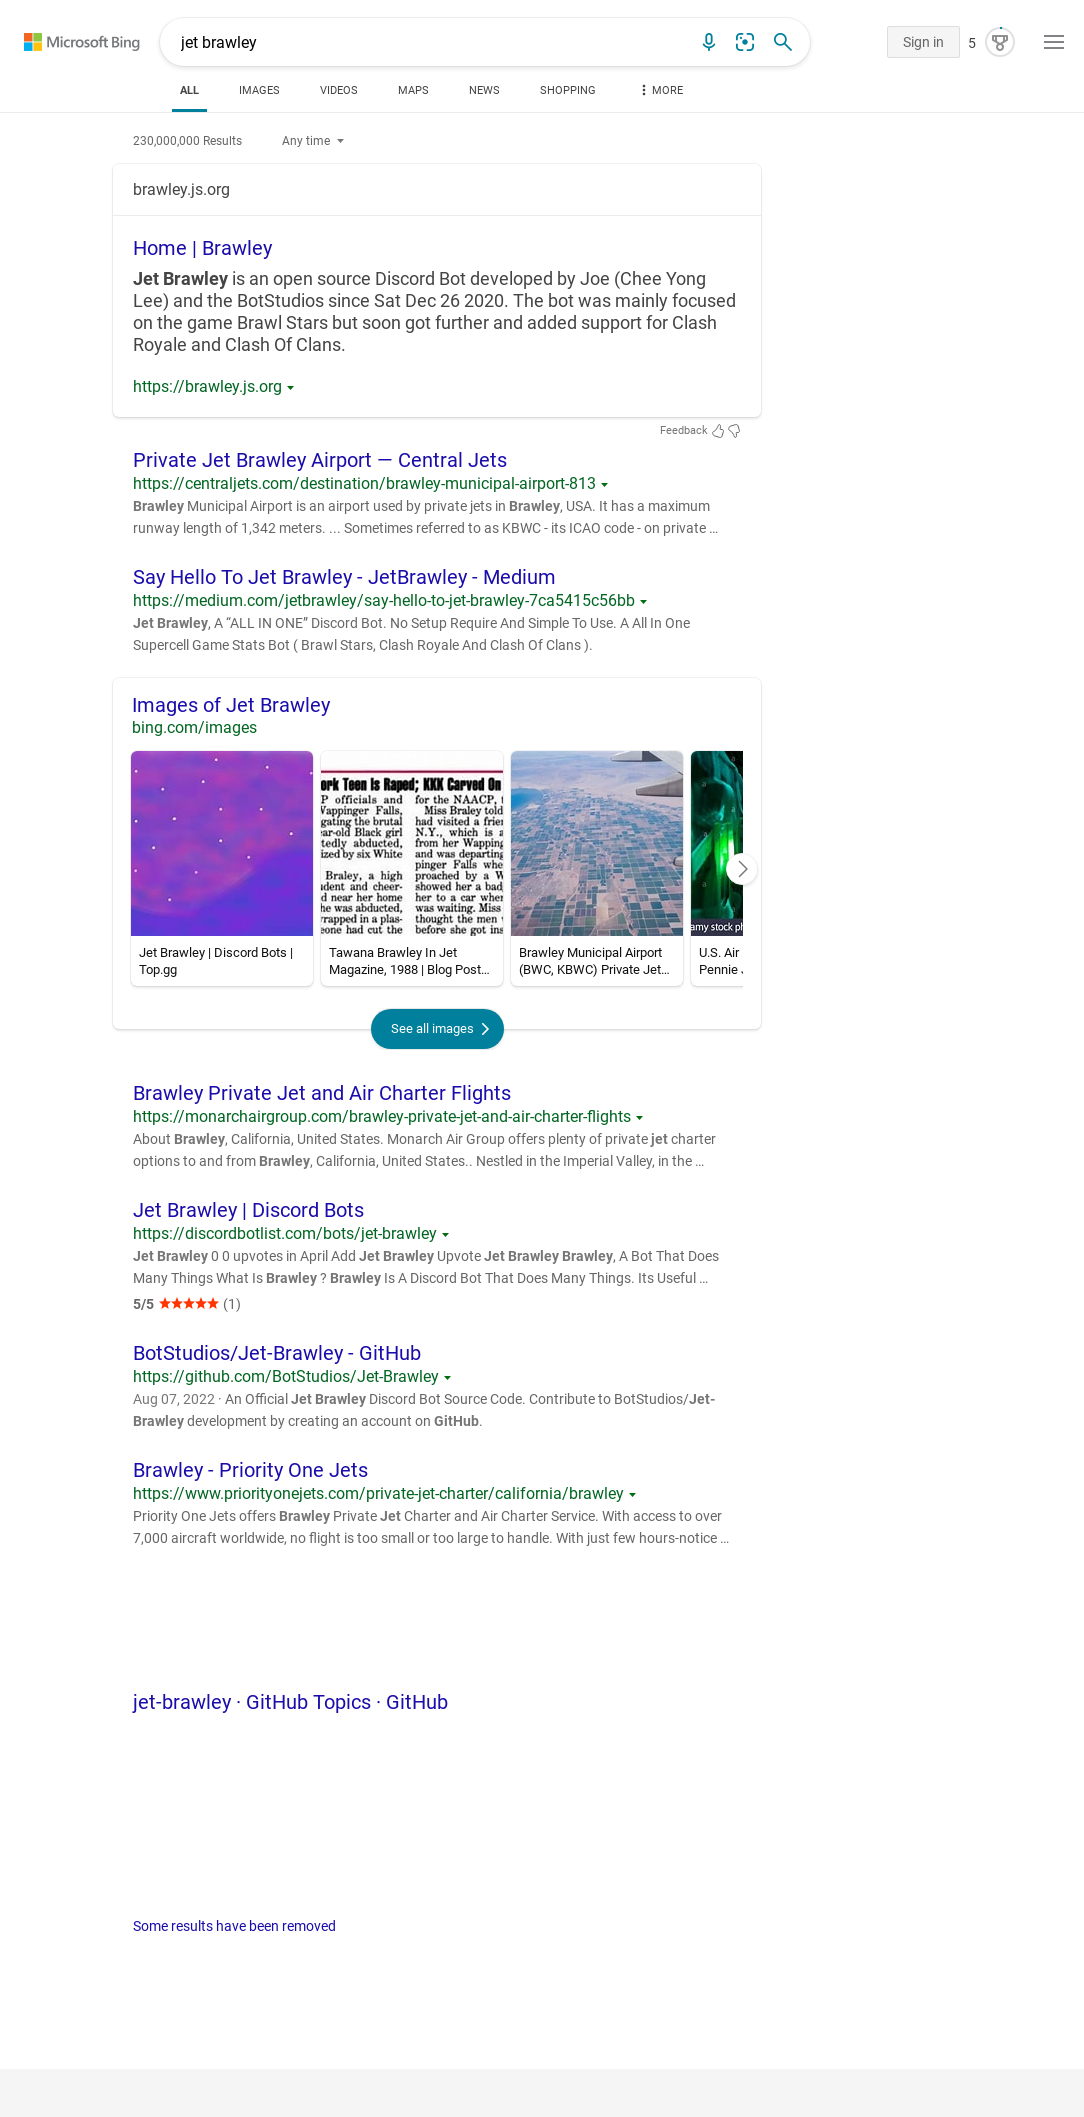 Microsoft Bing
jet brawley
Sign in
5
ALL
IMAGES
VIDEOS
MAPS
NEWS
SHOPPING
MORE
230,000,000 Results
Any time
brawley.js.org
Home | Brawley
Jet Brawley is an open source Discord Bot developed by Joe (Chee Yong
Lee) and the BotStudios since Sat Dec 26 2020. The bot was mainly focused
on the game Brawl Stars but soon got further and added support for Clash
Royale and Clash Of Clans.
https://brawley.js.org
Feedback
Private Jet Brawley Airport — Central Jets
https://centraljets.com/destination/brawley-municipal-airport-813
Brawley Municipal Airport is an airport used by private jets in Brawley, USA. It has a maximum
runway length of 1,342 meters. ... Sometimes referred to as KBWC - its ICAO code - on private …
Say Hello To Jet Brawley - JetBrawley - Medium
https://medium.com/jetbrawley/say-hello-to-jet-brawley-7ca5415c56bb
Jet Brawley, A “ALL IN ONE” Discord Bot. No Setup Require And Simple To Use. A All In One
Supercell Game Stats Bot ( Brawl Stars, Clash Royale And Clash Of Clans ).
Images of Jet Brawley
bing.com/images
ork Teen Is Raped; KKK Carved On
P officials and
Wappinger Falls,
gating the brutal
ear-old Black girl
tedly abducted,
ized by six White
Braley, a high
dent and cheer-
d near her home
he was abducted,
wrapped in a plas-
eone had cut the
for the NAACP,
Miss Braley told
had visited a frien
N.Y., which is a
from her Wapping
and was departing
pinger Falls whe
proached by a W
showed her a bad
her to a car when
was waiting. Miss
thought the men
before she got ins
amy stock ph
Jet Brawley | Discord Bots |
Top.gg
Tawana Brawley In Jet
Magazine, 1988 | Blog Post…
Brawley Municipal Airport
(BWC, KBWC) Private Jet…
U.S. Air
Pennie
See all images
Brawley Private Jet and Air Charter Flights
https://monarchairgroup.com/brawley-private-jet-and-air-charter-flights
About Brawley, California, United States. Monarch Air Group offers plenty of private jet charter
options to and from Brawley, California, United States.. Nestled in the Imperial Valley, in the …
Jet Brawley | Discord Bots
https://discordbotlist.com/bots/jet-brawley
Jet Brawley 0 0 upvotes in April Add Jet Brawley Upvote Jet Brawley Brawley, A Bot That Does
Many Things What Is Brawley ? Brawley Is A Discord Bot That Does Many Things. Its Useful …
5/5 ★★★★★ (1)
BotStudios/Jet-Brawley - GitHub
https://github.com/BotStudios/Jet-Brawley
Aug 07, 2022 · An Official Jet Brawley Discord Bot Source Code. Contribute to BotStudios/Jet-
Brawley development by creating an account on GitHub.
Brawley - Priority One Jets
https://www.priorityonejets.com/private-jet-charter/california/brawley
Priority One Jets offers Brawley Private Jet Charter and Air Charter Service. With access to over
7,000 aircraft worldwide, no flight is too small or too large to handle. With just few hours-notice …
jet-brawley · GitHub Topics · GitHub
Some results have been removed